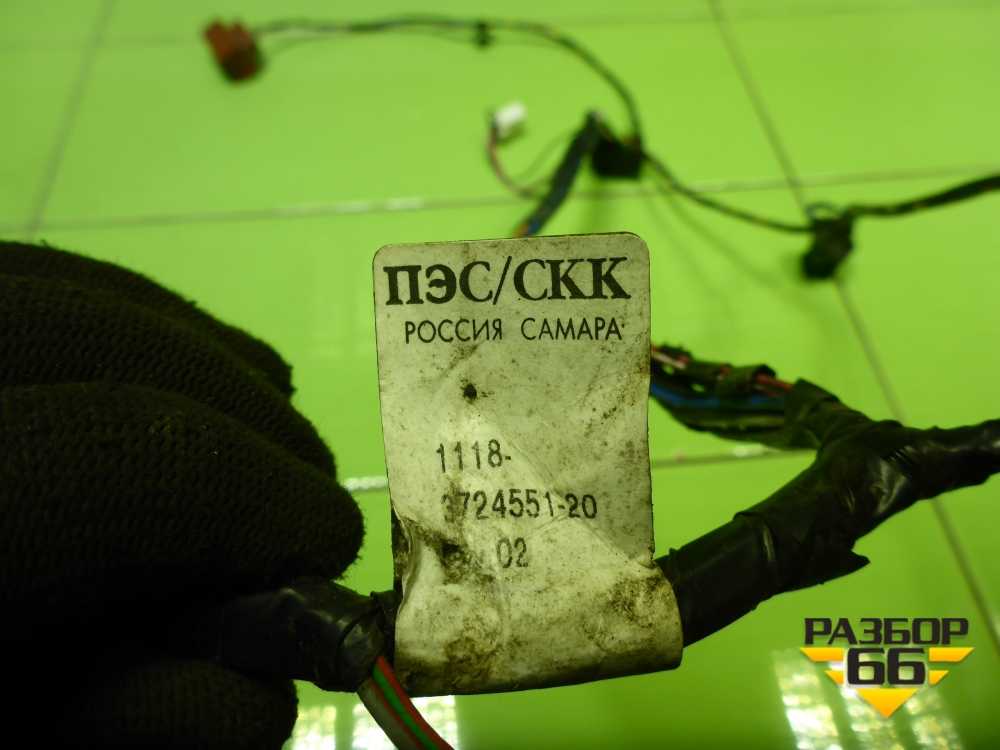 ПЭС/СКК
РОССИЯ САМАРА
1118-
3724551-20
02
РАЗБОР
66